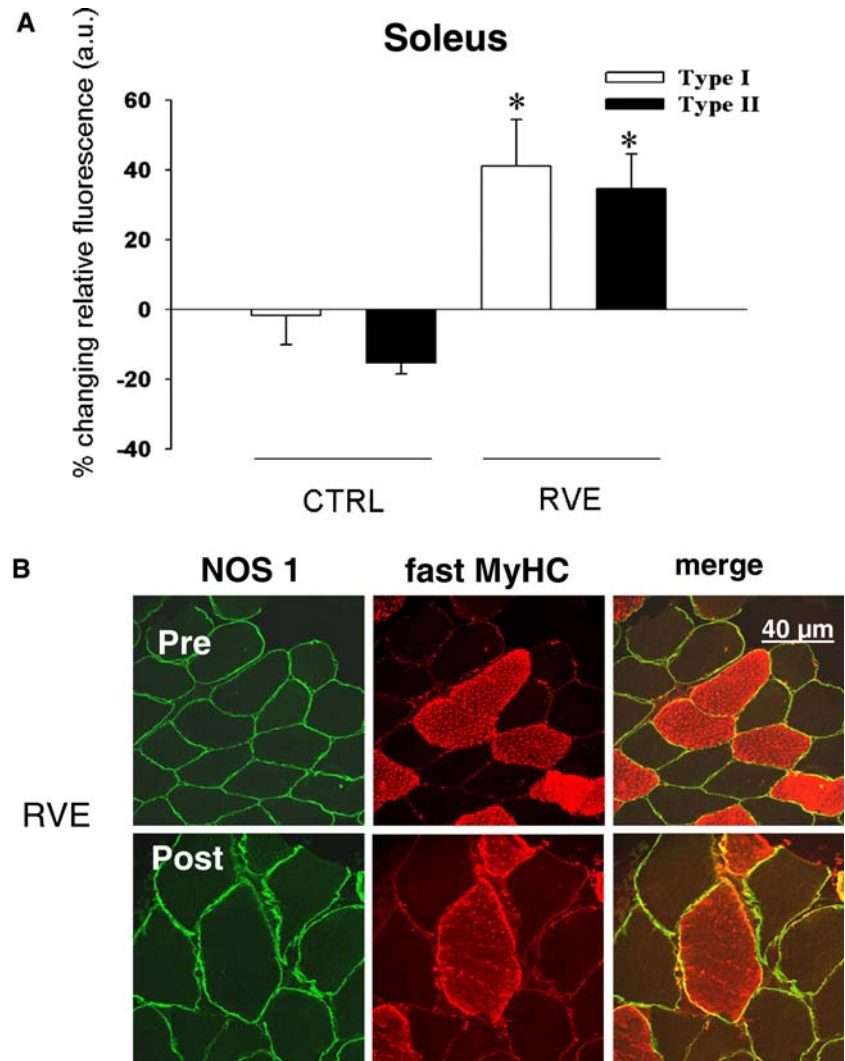 A
Soleus
% changing relative fluorescence (a.u.)
Type I
Type II
60
40
20
0
-20
-40
*
*
CTRL
RVE
B
NOS 1
fast MyHC
merge
Pre
40 µm
RVE
Post